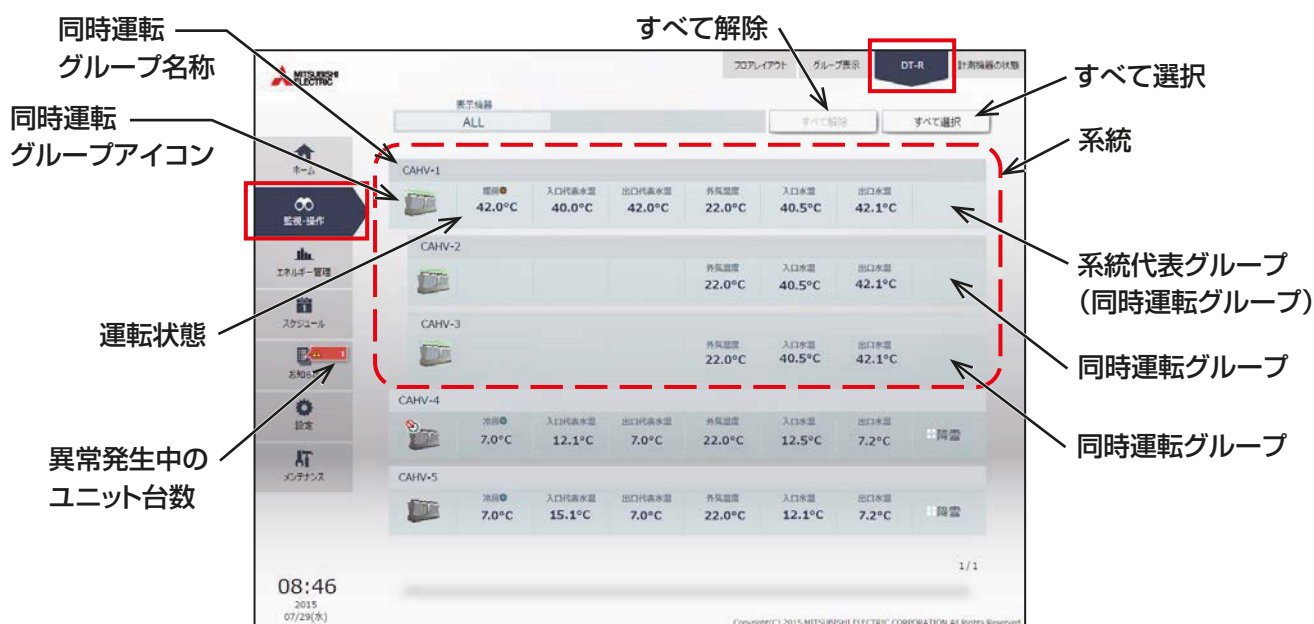 同時運転
グループ名称
すべて解除
すべて選択
同時運転
グループアイコン
系統
系統代表グループ
（同時運転グループ）
運転状態
同時運転グループ
同時運転グループ
異常発生中の
ユニット台数
MITSUBISHI
ELECTRIC
フロアレイアウト グループ表示 DT-R 計測機器の状態
表示機器
ALL すべて解除 すべて選択
ホーム
監視・操作
エネルギー管理
スケジュール
1
お知らせ
設定
メンテナンス
CAHV-1
暖房 入口代表水温 出口代表水温 外気温度 入口水温 出口水温
42.0°C 40.0°C 42.0°C 22.0°C 40.5°C 42.1°C
CAHV-2
外気温度 入口水温 出口水温
22.0°C 40.5°C 42.1°C
CAHV-3
外気温度 入口水温 出口水温
22.0°C 40.5°C 42.1°C
CAHV-4
冷房 入口代表水温 出口代表水温 外気温度 入口水温 出口水温
7.0°C 12.1°C 7.0°C 22.0°C 12.5°C 7.2°C 降雪
CAHV-5
冷房 入口代表水温 出口代表水温 外気温度 入口水温 出口水温
7.0°C 15.1°C 7.0°C 22.0°C 12.1°C 7.2°C 降雪
1/1
08:46
2015
07/29(水)
Copyright(C) 2015 MITSUBISHI ELECTRIC CORPORATION All Rights Reserved